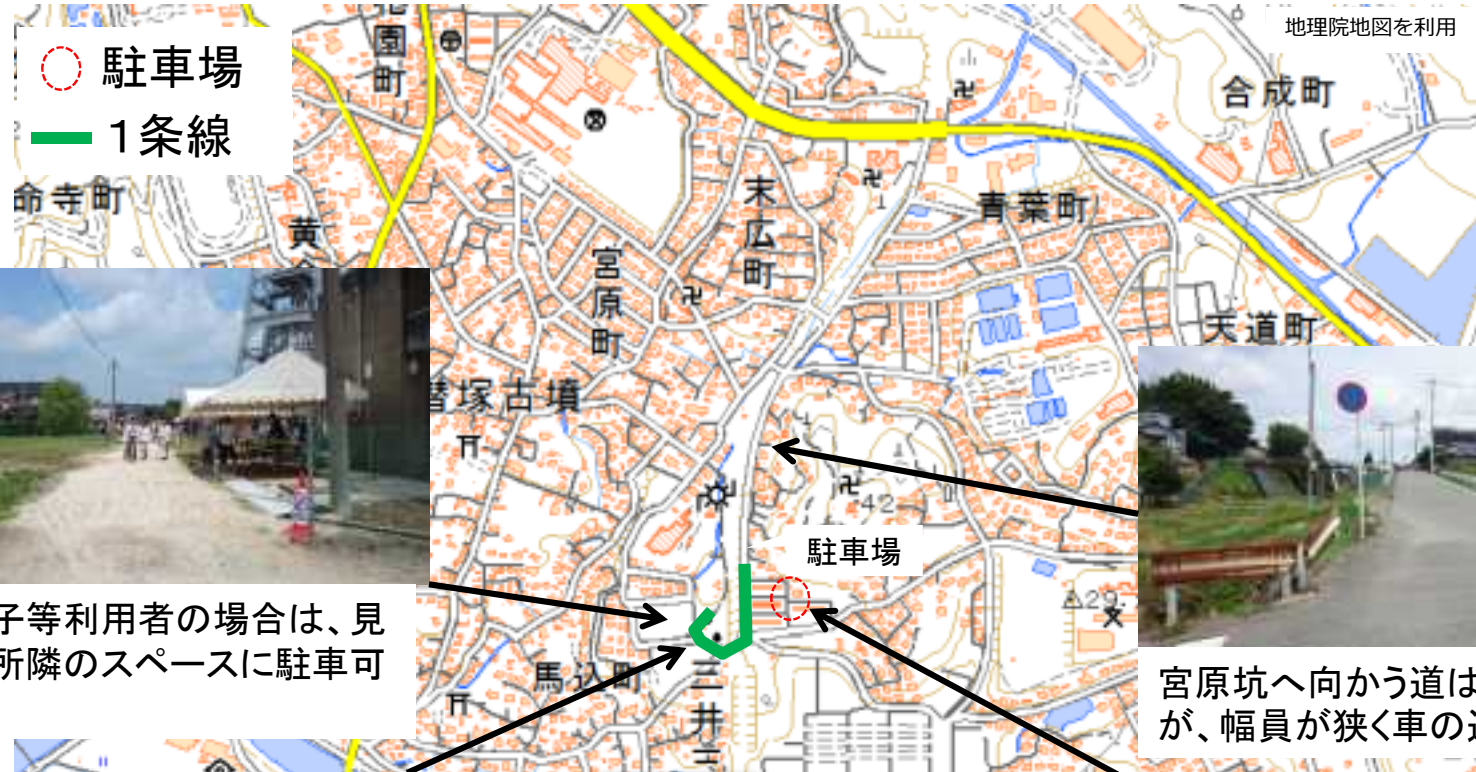 地理院地図を利用
駐車場
１条線
園町
合成町
命寺町
黄
末広町
青葉町
宮原町
天道町
塚古墳
42
駐車場
29
子等利用者の場合は、見
所隣のスペースに駐車可
馬込町
三井三
宮原坑へ向かう道は
が、幅員が狭く車の